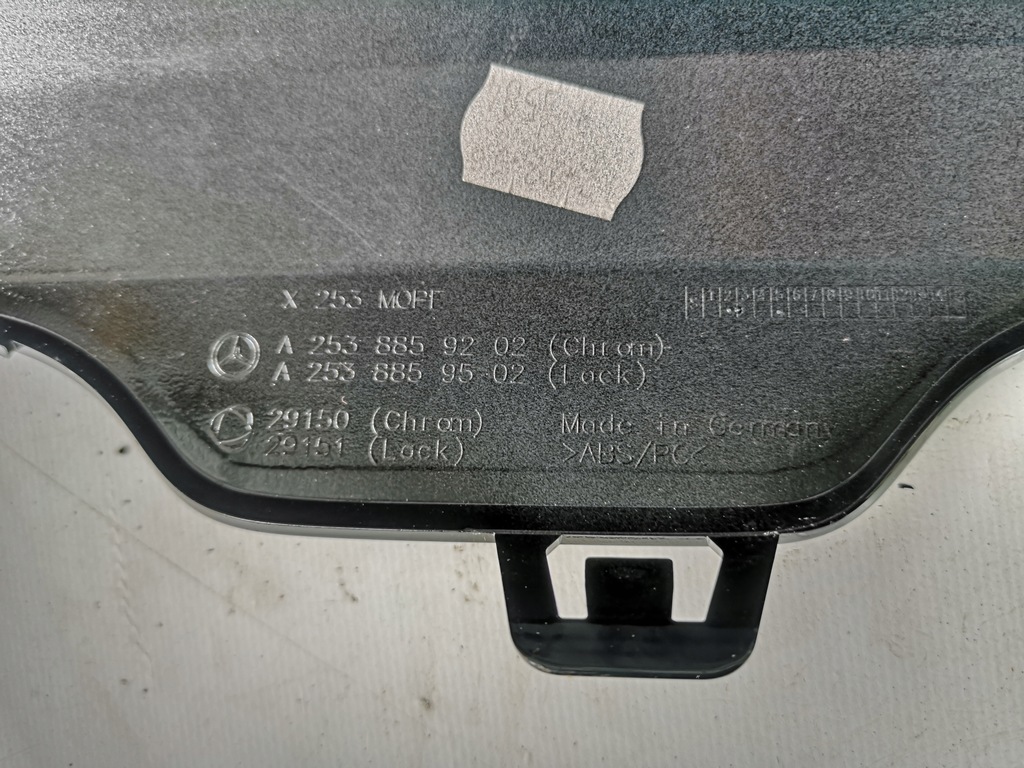 X 253 MOPF
A 253 885 92 02 (Chrom)
A 253 885 95 02 (Lack)
29150 (Chrom)
29151 (Lack)
Made in Germany
>ABS/PC<